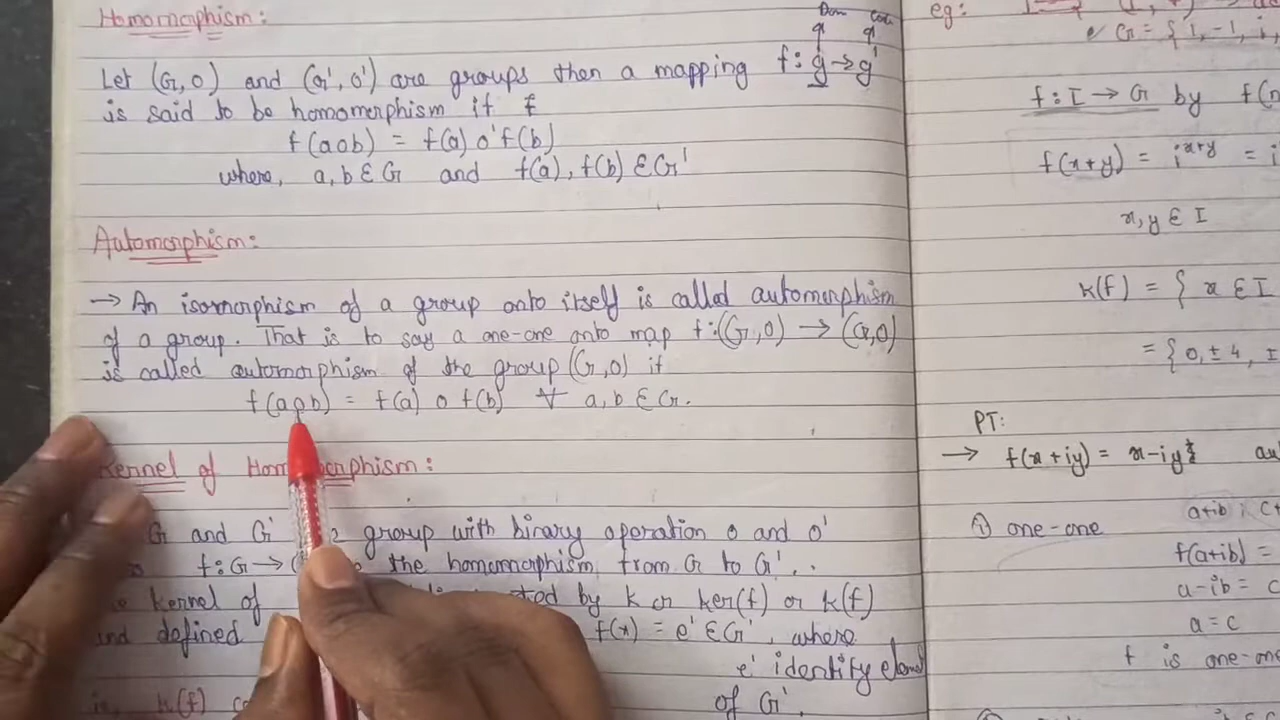 Homomorphism:
Dom Codo
Let (G, o) and (G', o') are groups then a mapping f: g → g'
is said to be homomorphism if f
f(aob) = f(a) o' f(b)
where, a, b ∈ G and f(a), f(b) ∈ G'
Automorphism:
→ An isomorphism of a group onto itself is called automorphism
of a group. That is to say a one-one onto map f:(G, o) → (G, o)
is called automorphism of the group (G, o) if
f(aob) = f(a) o f(b) ∀ a, b ∈ G.
Kernel of Homomorphism:
G and G' 2 group with binary operation o and o'
f: G → the homomorphism from G to G'.
kernel of by k or ker(f) or k(f)
and defined f(x) = e' ∈ G', where
e' identity
of G'.
k(f)
eg:
G = { 1, -1, i,
f: I → G by
f(x+y) = i^x+y =
x, y ∈ I
k(f) = { x ∈ I
= { 0, ± 4,
PT:
→ f(x + iy) = x - iy
① one-one
a+ib
f(a+ib) =
a - ib =
a = c
f is one-one